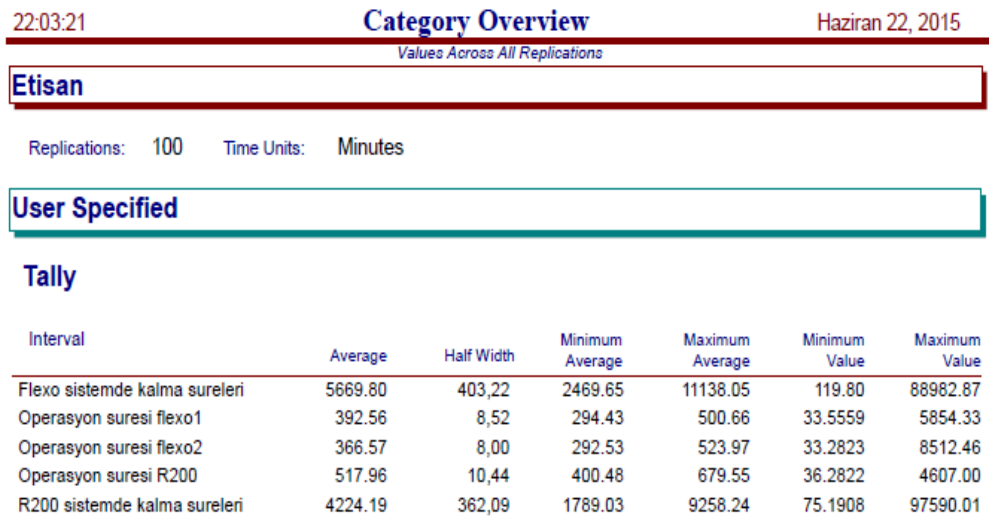 22:03:21 Category Overview Haziran 22, 2015
Values Across All Replications
Etisan
Replications: 100 Time Units: Minutes
User Specified
Tally
Interval Average Half Width Minimum Average Maximum Average Minimum Value Maximum Value
Flexo sistemde kalma sureleri 5669.80 403,22 2469.65 11138.05 119.80 88982.87
Operasyon suresi flexo1 392.56 8,52 294.43 500.66 33.5559 5854.33
Operasyon suresi flexo2 366.57 8,00 292.53 523.97 33.2823 8512.46
Operasyon suresi R200 517.96 10,44 400.48 679.55 36.2822 4607.00
R200 sistemde kalma sureleri 4224.19 362,09 1789.03 9258.24 75.1908 97590.01